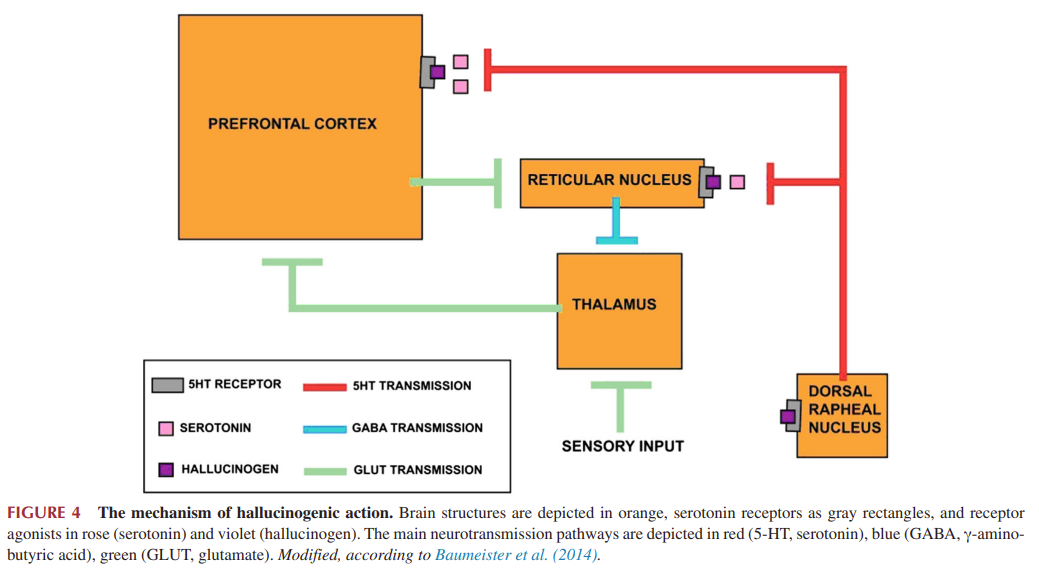 PREFRONTAL CORTEX
RETICULAR NUCLEUS
THALAMUS
DORSAL
RAPHEAL
NUCLEUS
SENSORY INPUT
5HT RECEPTOR
5HT TRANSMISSION
SEROTONIN
GABA TRANSMISSION
HALLUCINOGEN
GLUT TRANSMISSION
FIGURE 4 The mechanism of hallucinogenic action. Brain structures are depicted in orange, serotonin receptors as gray rectangles, and receptor
agonists in rose (serotonin) and violet (hallucinogen). The main neurotransmission pathways are depicted in red (5-HT, serotonin), blue (GABA, γ-amino-
butyric acid), green (GLUT, glutamate). Modified, according to Baumeister et al. (2014).